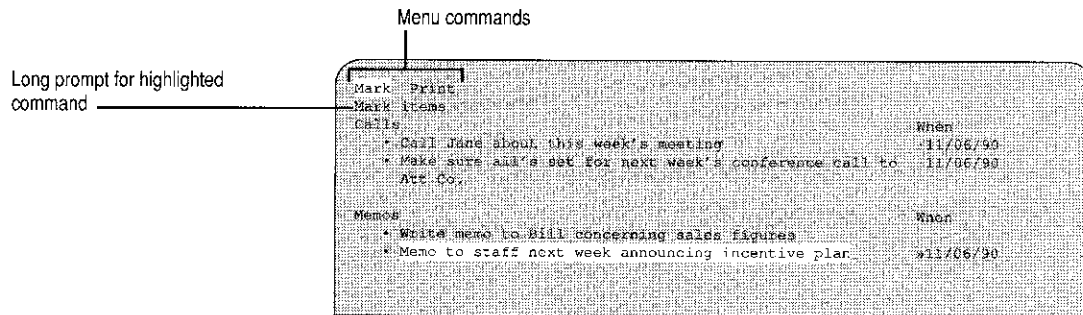 Menu commands
Long prompt for highlighted
command
Mark Print
Mark items
Calls When
• Call Jane about this week's meeting ·11/06/90
• Make sure all's set for next week's conference call to 11/06/90
Att Co.
Memos When
• Write memo to Bill concerning sales figures
• Memo to staff next week announcing incentive plan »11/06/90